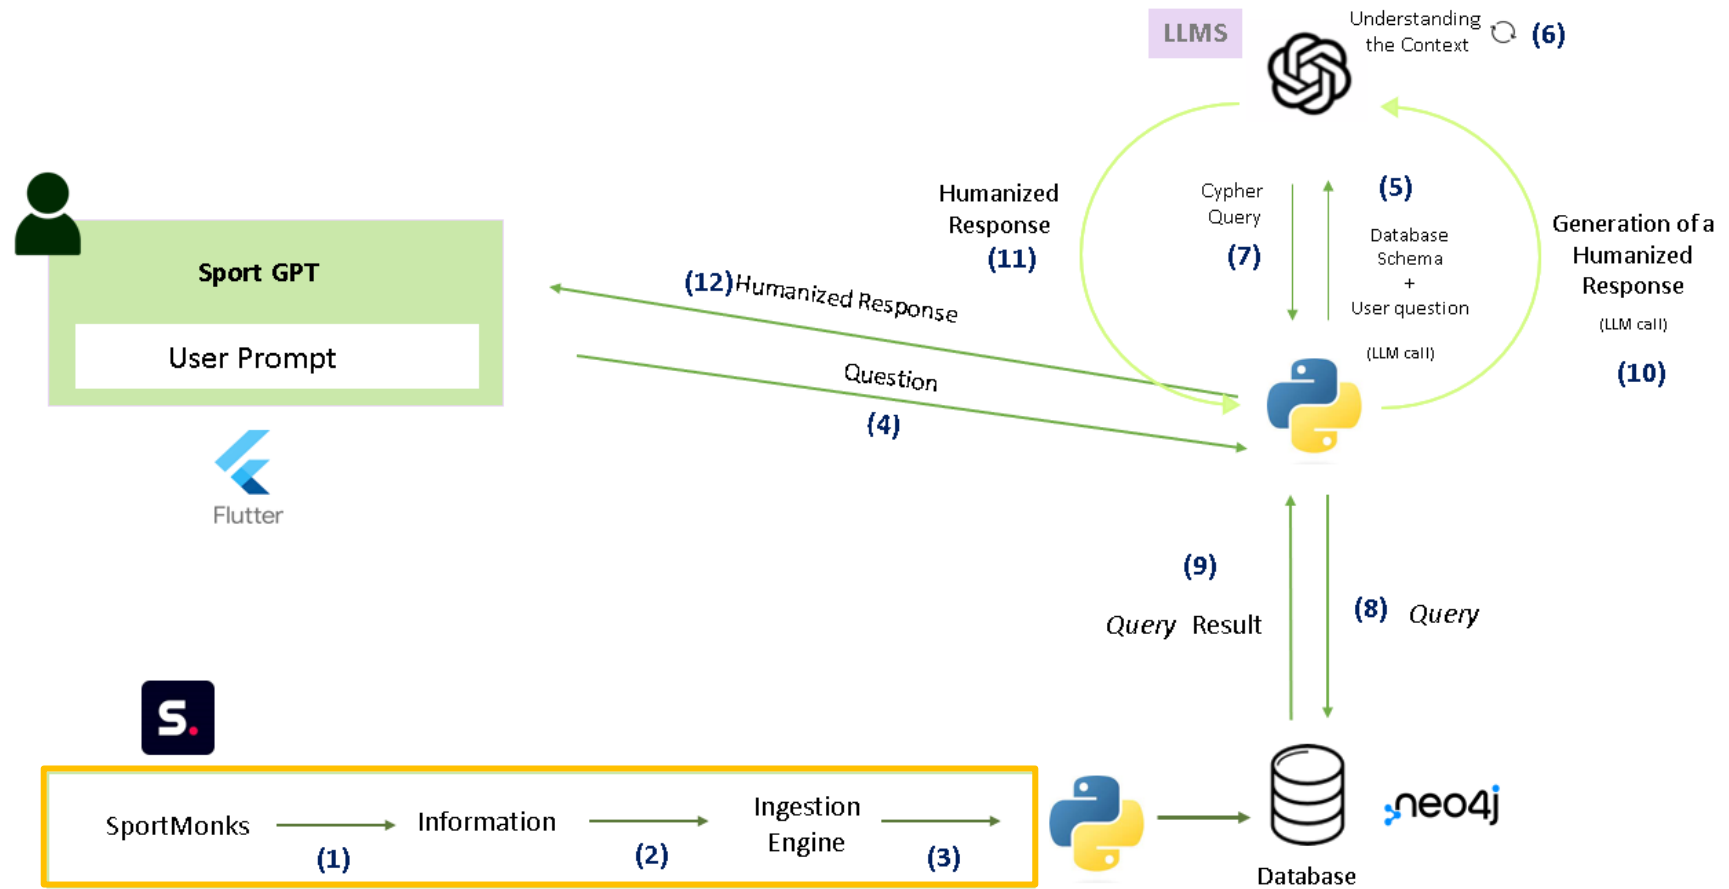 LLMS
Understanding
the Context
(6)
Humanized
Response
(11)
Cypher
Query
(7)
(5)
Database
Schema
+
User question
(LLM call)
Generation of a
Humanized
Response
(LLM call)
(10)
Sport GPT
User Prompt
(12) Humanized Response
Question
(4)
Flutter
(9)
Query Result
(8) Query
S.
SportMonks
(1)
Information
(2)
Ingestion
Engine
(3)
neo4j
Database